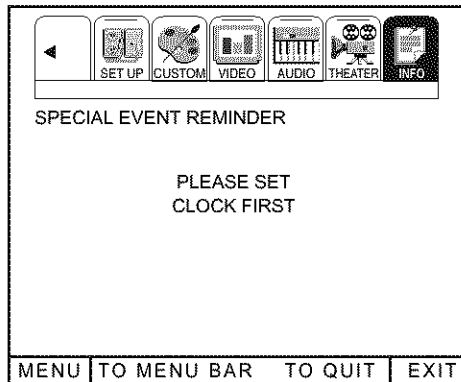 SET UP CUSTOM VIDEO AUDIO THEATER INFO
SPECIAL EVENT REMINDER
PLEASE SET
CLOCK FIRST
MENU TO MENU BAR TO QUIT EXIT